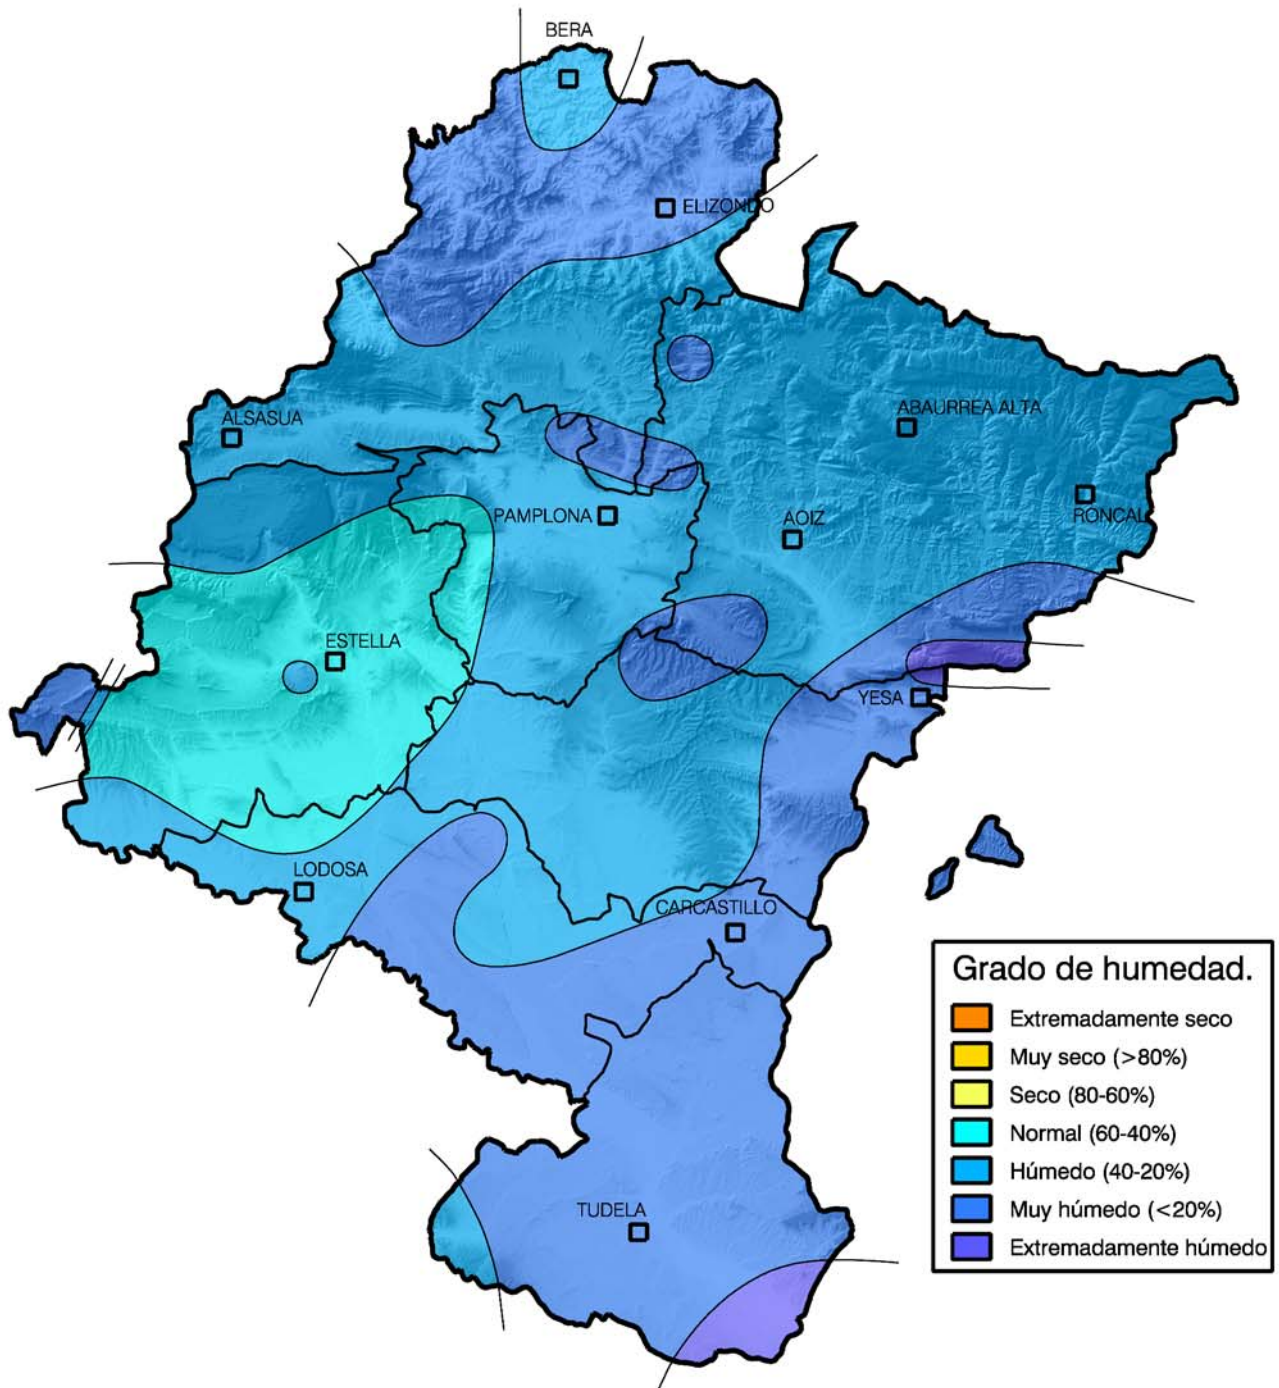 BERA
ELIZONDO
ALSASUA
ABAURREA ALTA
PAMPLONA
AOIZ
RONCAL
ESTELLA
YESA
LODOSA
CARCASTILLO
TUDELA
Grado de humedad.
Extremadamente seco
Muy seco (>80%)
Seco (80-60%)
Normal (60-40%)
Húmedo (40-20%)
Muy húmedo (<20%)
Extremadamente húmedo